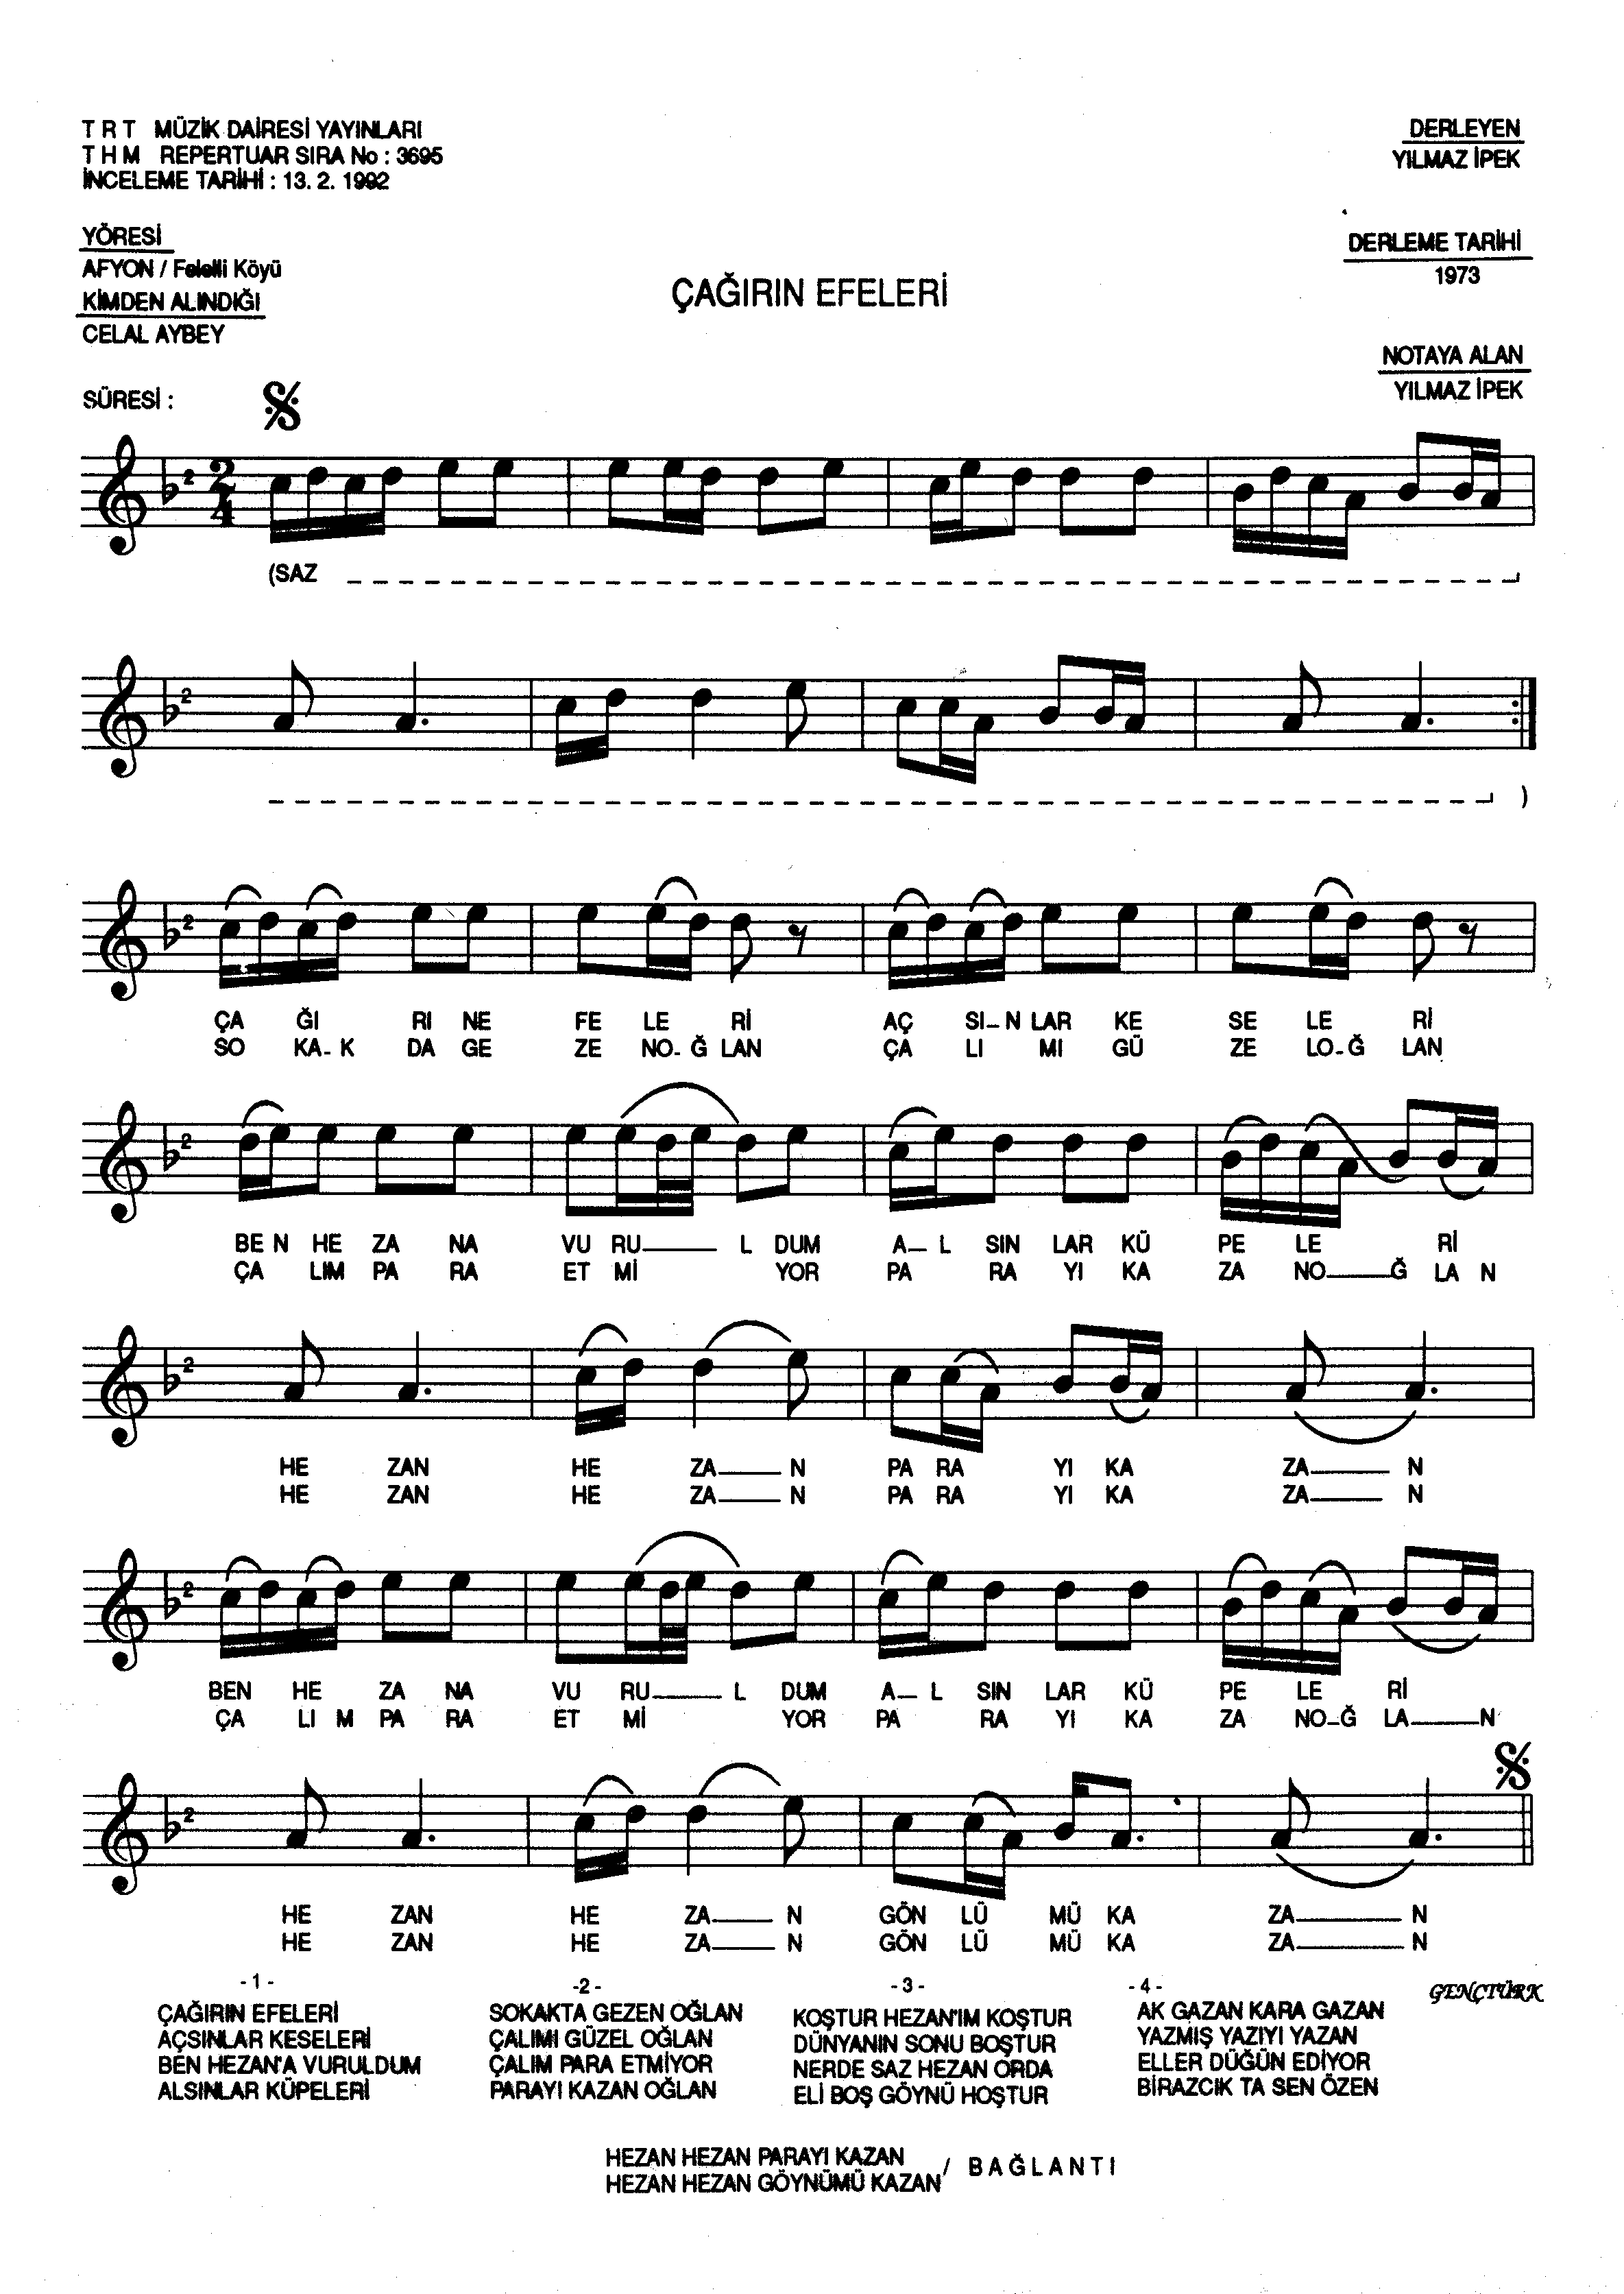 T R T MÜZİK DAİRESİ YAYINLARI
T H M REPERTUAR SIRA No : 3695
İNCELEME TARİHİ : 13. 2. 1992
DERLEYEN
YILMAZ İPEK
YÖRESİ
AFYON / Felelli Köyü
KİMDEN ALINDIĞI
CELAL AYBEY
DERLEME TARİHİ
1973
ÇAĞIRIN EFELERİ
NOTAYA ALAN
YILMAZ İPEK
SÜRESİ :
(SAZ
)
ÇA ĞI RI NE FE LE Rİ AÇ SI-N LAR KE SE LE Rİ
SO KA-K DA GE ZE NO-Ğ LAN ÇA LI MI GÜ ZE LO-Ğ LAN
BE N HE ZA NA VU RU L DUM A- L SIN LAR KÜ PE LE Rİ
ÇA LIM PA RA ET Mİ YOR PA RA YI KA ZA NO Ğ LA N
HE ZAN HE ZA N PA RA YI KA ZA N
HE ZAN HE ZA N PA RA YI KA ZA N
BEN HE ZA NA VU RU L DUM A- L SIN LAR KÜ PE LE Rİ
ÇA LI M PA RA ET Mİ YOR PA RA YI KA ZA NO-Ğ LA N
HE ZAN HE ZA N GÖN LÜ MÜ KA ZA N
HE ZAN HE ZA N GÖN LÜ MÜ KA ZA N
GENÇTÜRK
- 1 -
ÇAĞIRIN EFELERİ
AÇSINLAR KESELERİ
BEN HEZAN'A VURULDUM
ALSINLAR KÜPELERİ
-2 -
SOKAKTA GEZEN OĞLAN
ÇALIMI GÜZEL OĞLAN
ÇALIM PARA ETMİYOR
PARAYI KAZAN OĞLAN
- 3 -
KOŞTUR HEZAN'IM KOŞTUR
DÜNYANIN SONU BOŞTUR
NERDE SAZ HEZAN ORDA
ELİ BOŞ GÖYNÜ HOŞTUR
- 4 -
AK GAZAN KARA GAZAN
YAZMIŞ YAZIYI YAZAN
ELLER DÜĞÜN EDİYOR
BİRAZCIK TA SEN ÖZEN
HEZAN HEZAN PARAYI KAZAN
HEZAN HEZAN GÖYNÜMÜ KAZAN / BAĞLANTI